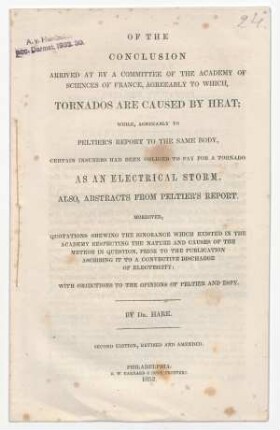 24.
OF THE
CONCLUSION
ARRIVED AT BY A COMMITTEE OF THE ACADEMY OF
SCIENCES OF FRANCE, AGREEABLY TO WHICH,
TORNADOS ARE CAUSED BY HEAT;
WHILE, AGREEABLY TO
PELTIER'S REPORT TO THE SAME BODY,
CERTAIN INSURERS HAD BEEN OBLIGED TO PAY FOR A TORNADO
AS AN ELECTRICAL STORM.
ALSO, ABSTRACTS FROM PELTIER'S REPORT.
MOREOVER,
QUOTATIONS SHEWING THE IGNORANCE WHICH EXISTED IN THE
ACADEMY RESPECTING THE NATURE AND CAUSES OF THE
METEOR IN QUESTION, PRIOR TO THE PUBLICATION
ASCRIBING IT TO A CONVECTIVE DISCHARGE
OF ELECTRICITY;
WITH OBJECTIONS TO THE OPINIONS OF PELTIER AND ESPY.
BY DR. HARE.
SECOND EDITION, REVISED AND AMENDED.
PHILADELPHIA:
1852.